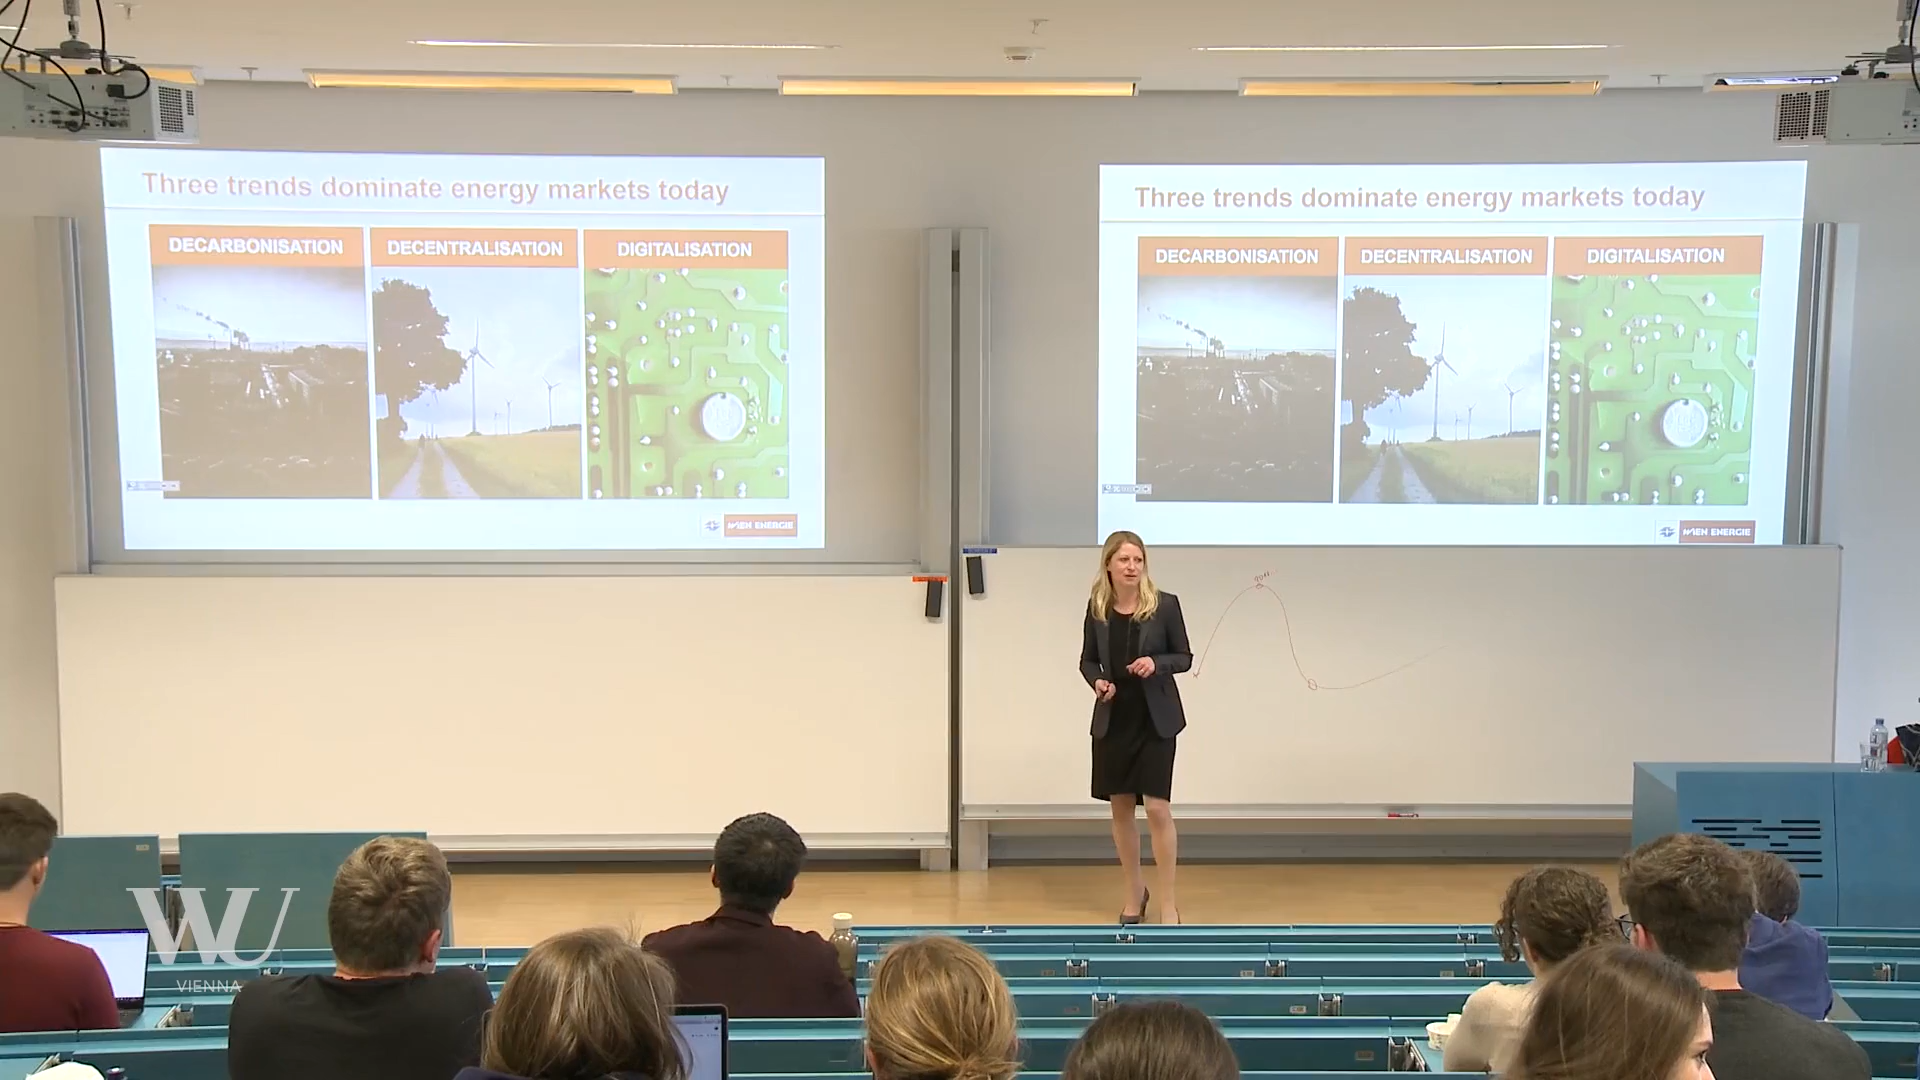 Three trends dominate energy markets today
DECARBONISATION
DECENTRALISATION
DIGITALISATION
WIEN ENERGIE
Three trends dominate energy markets today
DECARBONISATION
DECENTRALISATION
DIGITALISATION
WIEN ENERGIE
WU
VIENNA